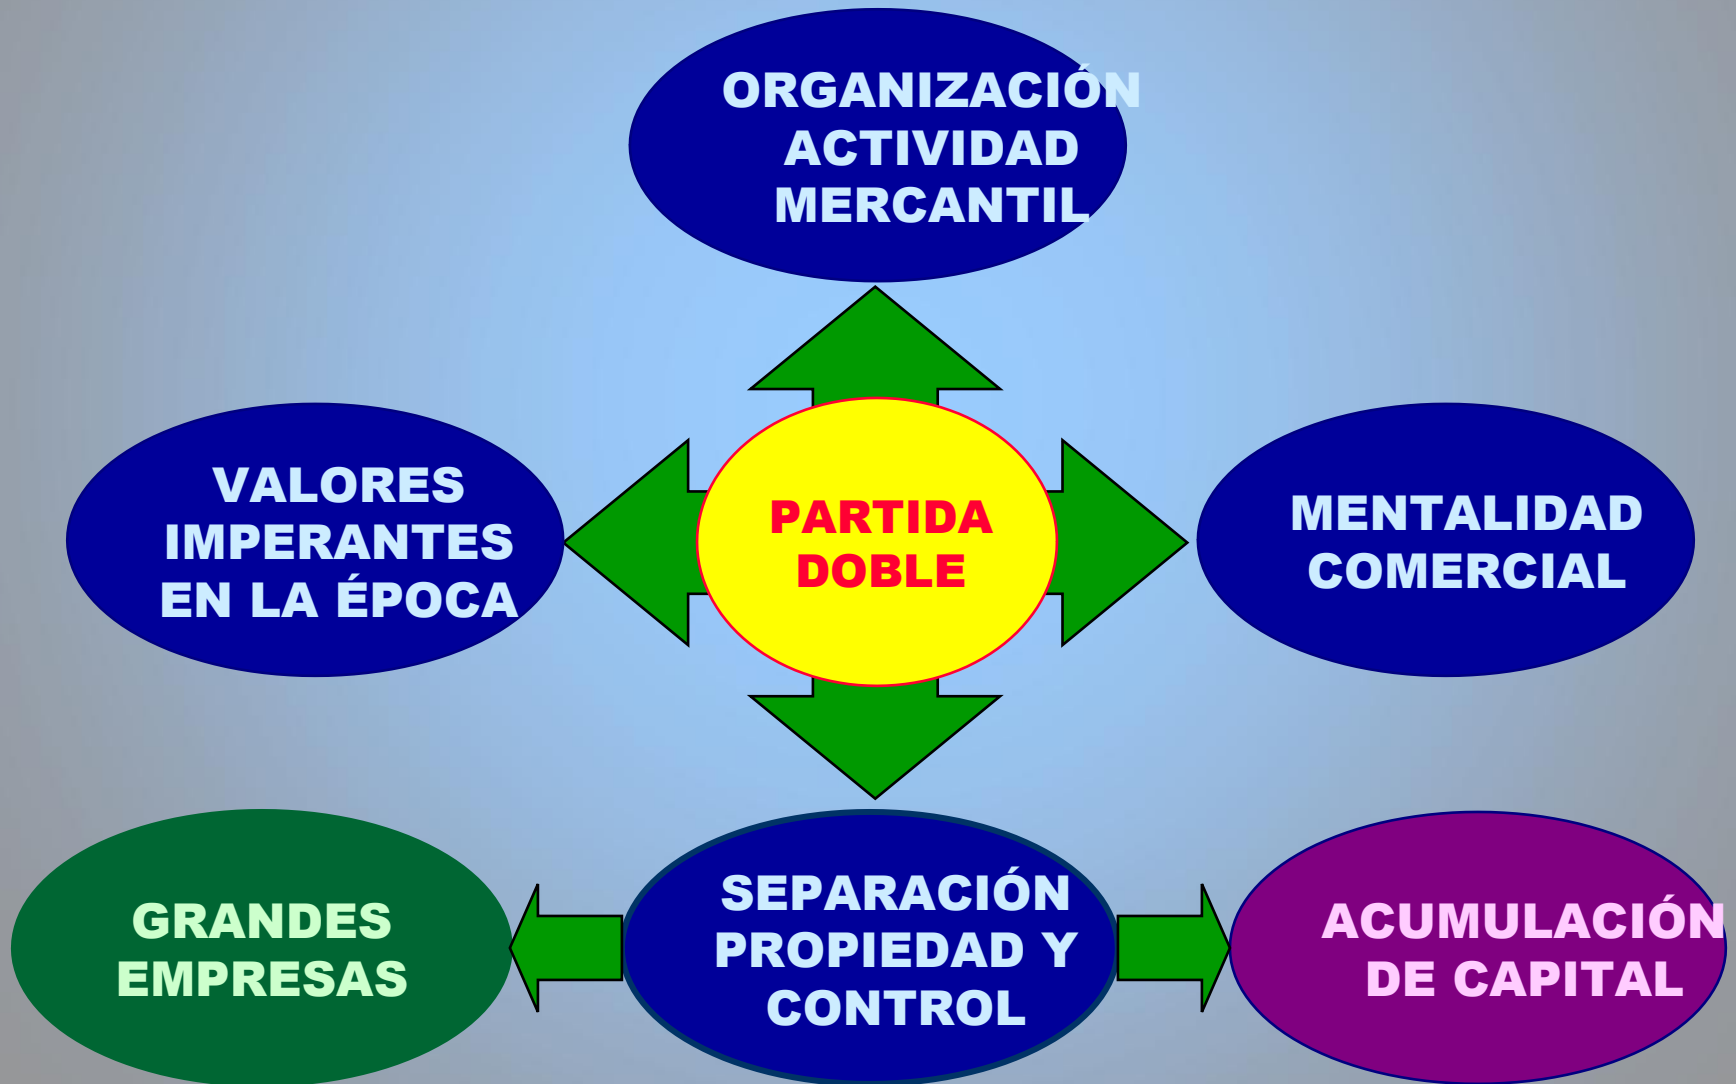 ORGANIZACIÓN
ACTIVIDAD
MERCANTIL
VALORES
IMPERANTES
EN LA ÉPOCA
PARTIDA
DOBLE
MENTALIDAD
COMERCIAL
GRANDES
EMPRESAS
SEPARACIÓN
PROPIEDAD Y
CONTROL
ACUMULACIÓN
DE CAPITAL